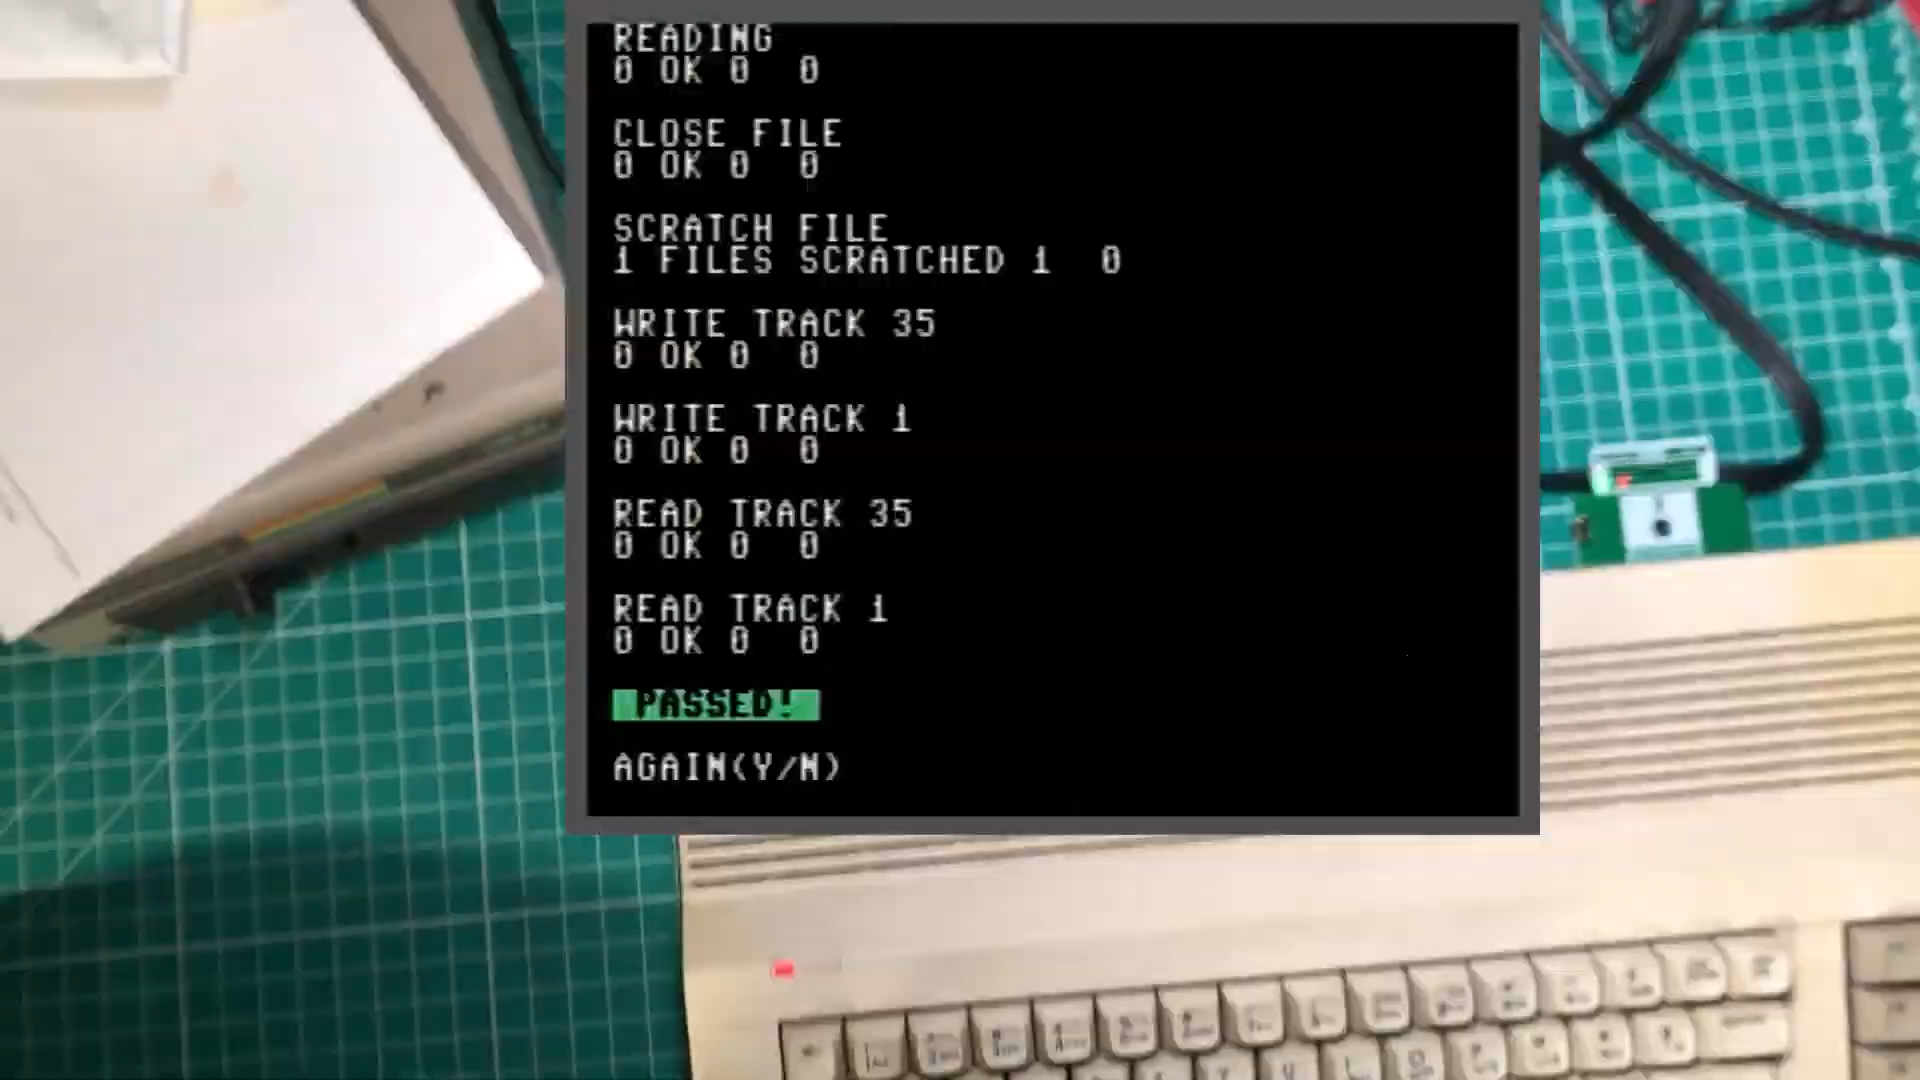 READING
0 OK 0 0
CLOSE FILE
0 OK 0 0
SCRATCH FILE
1 FILES SCRATCHED 1 0
WRITE TRACK 35
0 OK 0 0
WRITE TRACK 1
0 OK 0 0
READ TRACK 35
0 OK 0 0
READ TRACK 1
0 OK 0 0
PASSED!
AGAIN(Y/N)